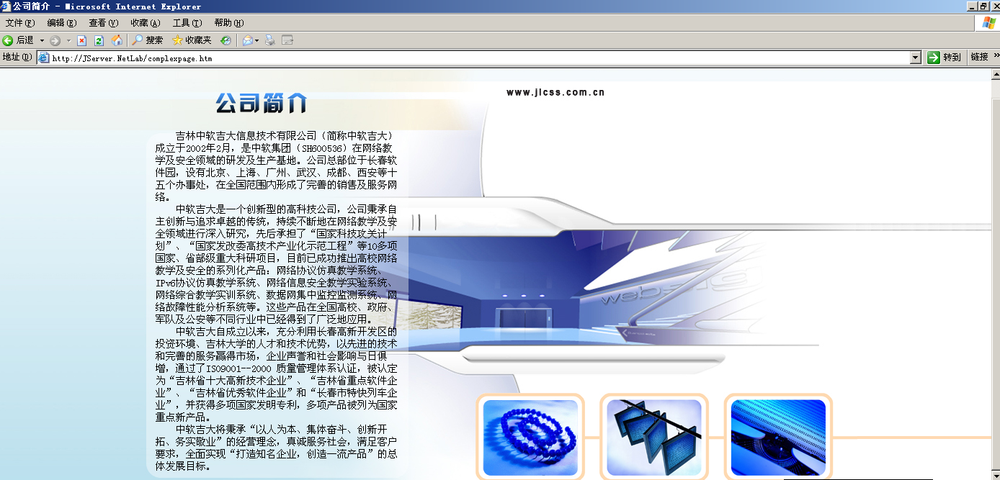 公司简介 - Microsoft Internet Explorer
文件(F) 编辑(E) 查看(V) 收藏(A) 工具(T) 帮助(H)
后退 搜索 收藏夹
地址(D) http://JServer.NetLab/complexpage.htm 转到 链接 »
公司简介
www.jlcss.com.cn
吉林中软吉大信息技术有限公司（简称中软吉大）
成立于2002年2月，是中软集团（SH600536）在网络教
学及安全领域的研发及生产基地。公司总部位于长春软
件园，设有北京、上海、广州、武汉、成都、西安等十
五个办事处，在全国范围内形成了完善的销售及服务网
络。
中软吉大是一个创新型的高科技公司，公司秉承自
主创新与追求卓越的传统，持续不断地在网络教学及安
全领域进行深入研究，先后承担了“国家科技攻关计
划”、“国家发改委高技术产业化示范工程”等10多项
国家、省部级重大科研项目，目前已成功推出高校网络
教学及安全的系列化产品：网络协议仿真教学系统、
IPv6协议仿真教学系统、网络信息安全教学实验系统、
网络综合教学实训系统、数据网集中监控监测系统、网
络故障性能分析系统等。这些产品在全国高校、政府、
军队及公安等不同行业中已经得到了广泛地应用。
中软吉大自成立以来，充分利用长春高新开发区的
投资环境、吉林大学的人才和技术优势，以先进的技术
和完善的服务赢得市场，企业声誉和社会影响与日俱
增，通过了ISO9001--2000 质量管理体系认证，被认定
为“吉林省十大高新技术企业”、“吉林省重点软件企
业”、“吉林省优秀软件企业”和“长春市特快列车企
业”，并获得多项国家发明专利，多项产品被列为国家
重点新产品。
中软吉大将秉承“以人为本、集体奋斗、创新开
拓、务实敬业”的经营理念，真诚服务社会，满足客户
要求，全面实现“打造知名企业，创造一流产品”的总
体发展目标。